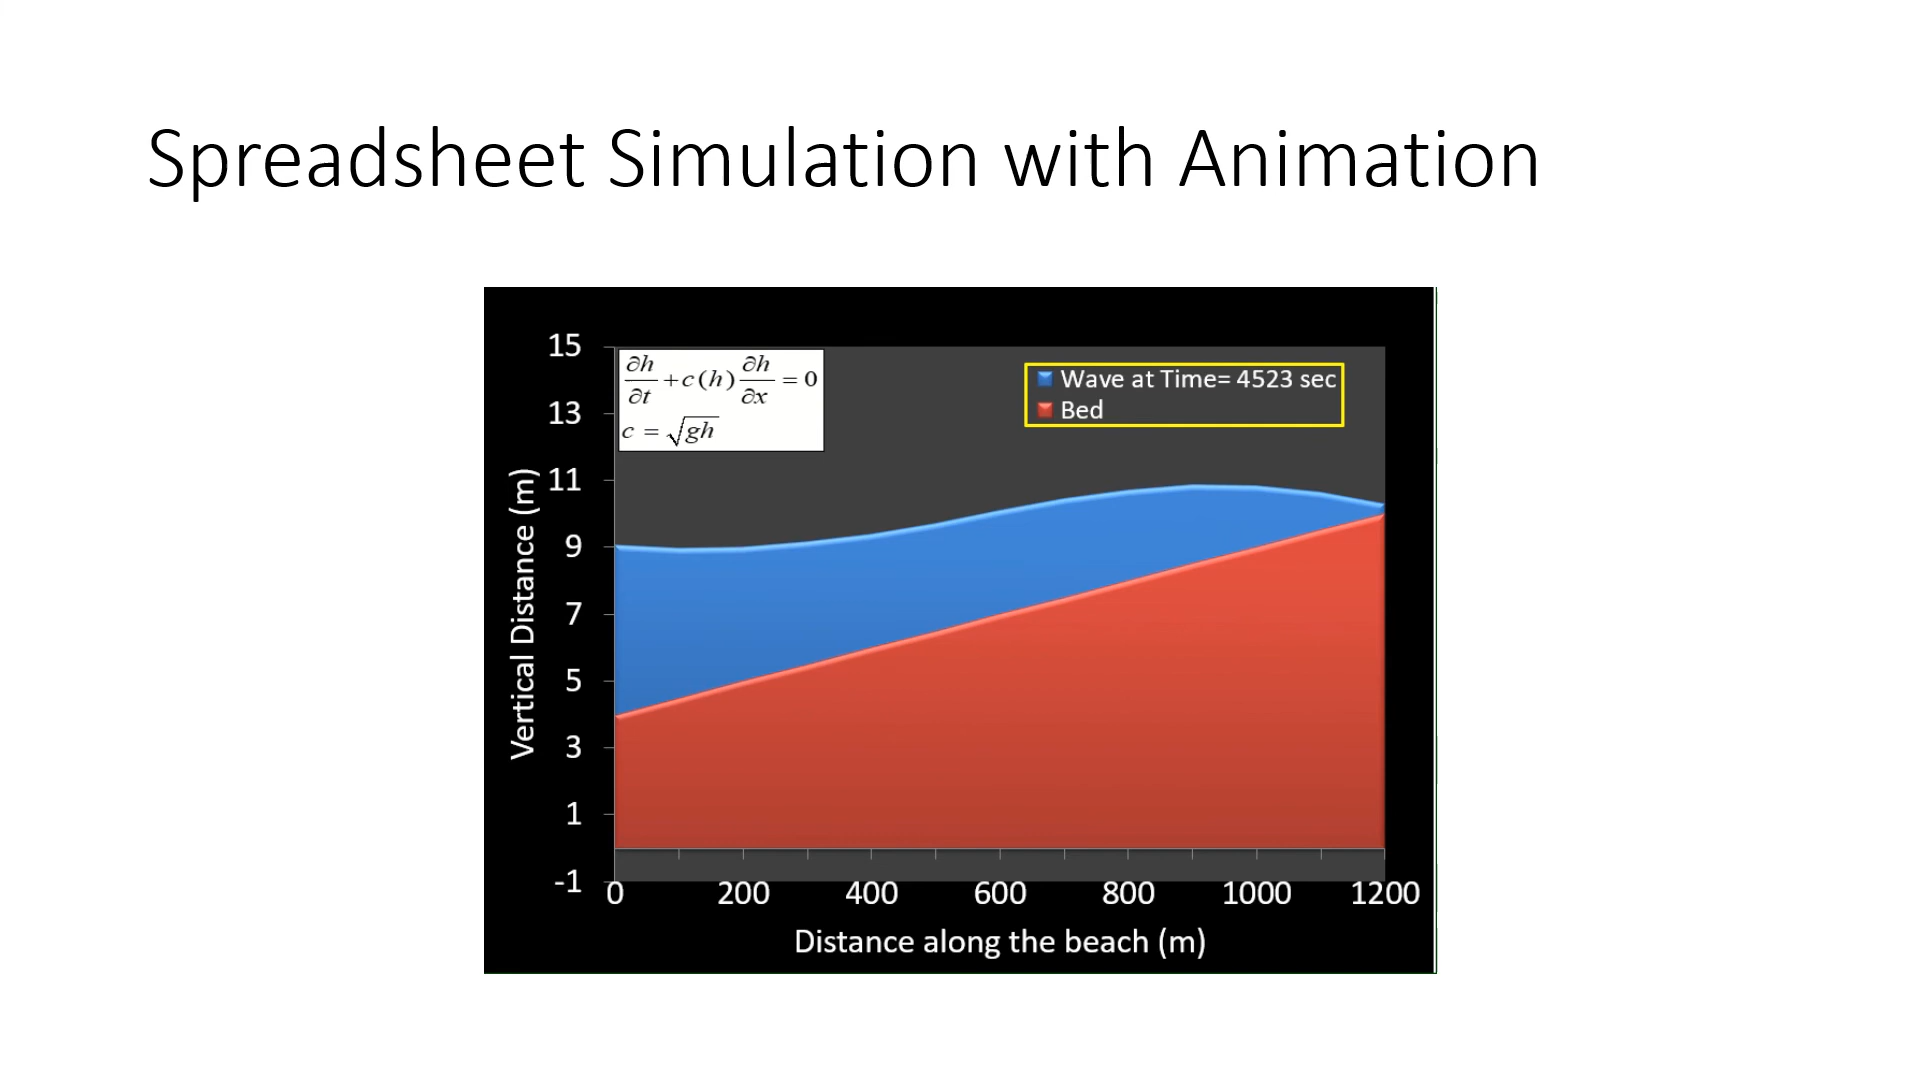 Spreadsheet Simulation with Animation
15
13
11
9
7
5
3
1
-1
∂h/∂t + c(h) ∂h/∂x = 0
c = √gh
Wave at Time= 4523 sec
Bed
Vertical Distance (m)
0 200 400 600 800 1000 1200
Distance along the beach (m)